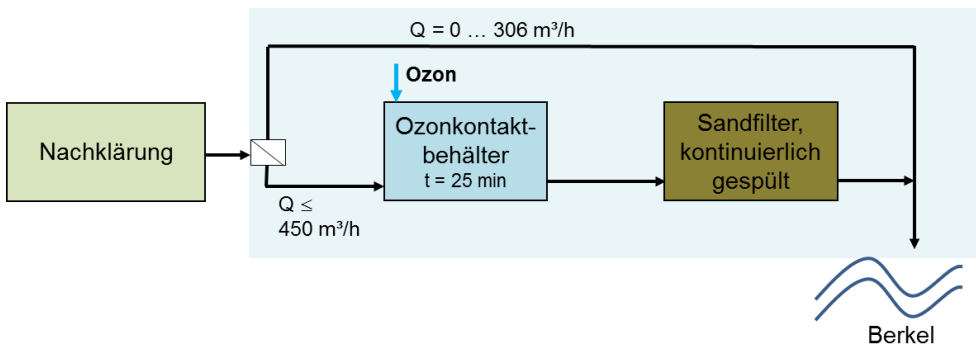 Q = 0 … 306 m³/h
Ozon
Nachklärung
Ozonkontakt-
behälter
t = 25 min
Sandfilter,
kontinuierlich
gespült
Q ≤
450 m³/h
Berkel